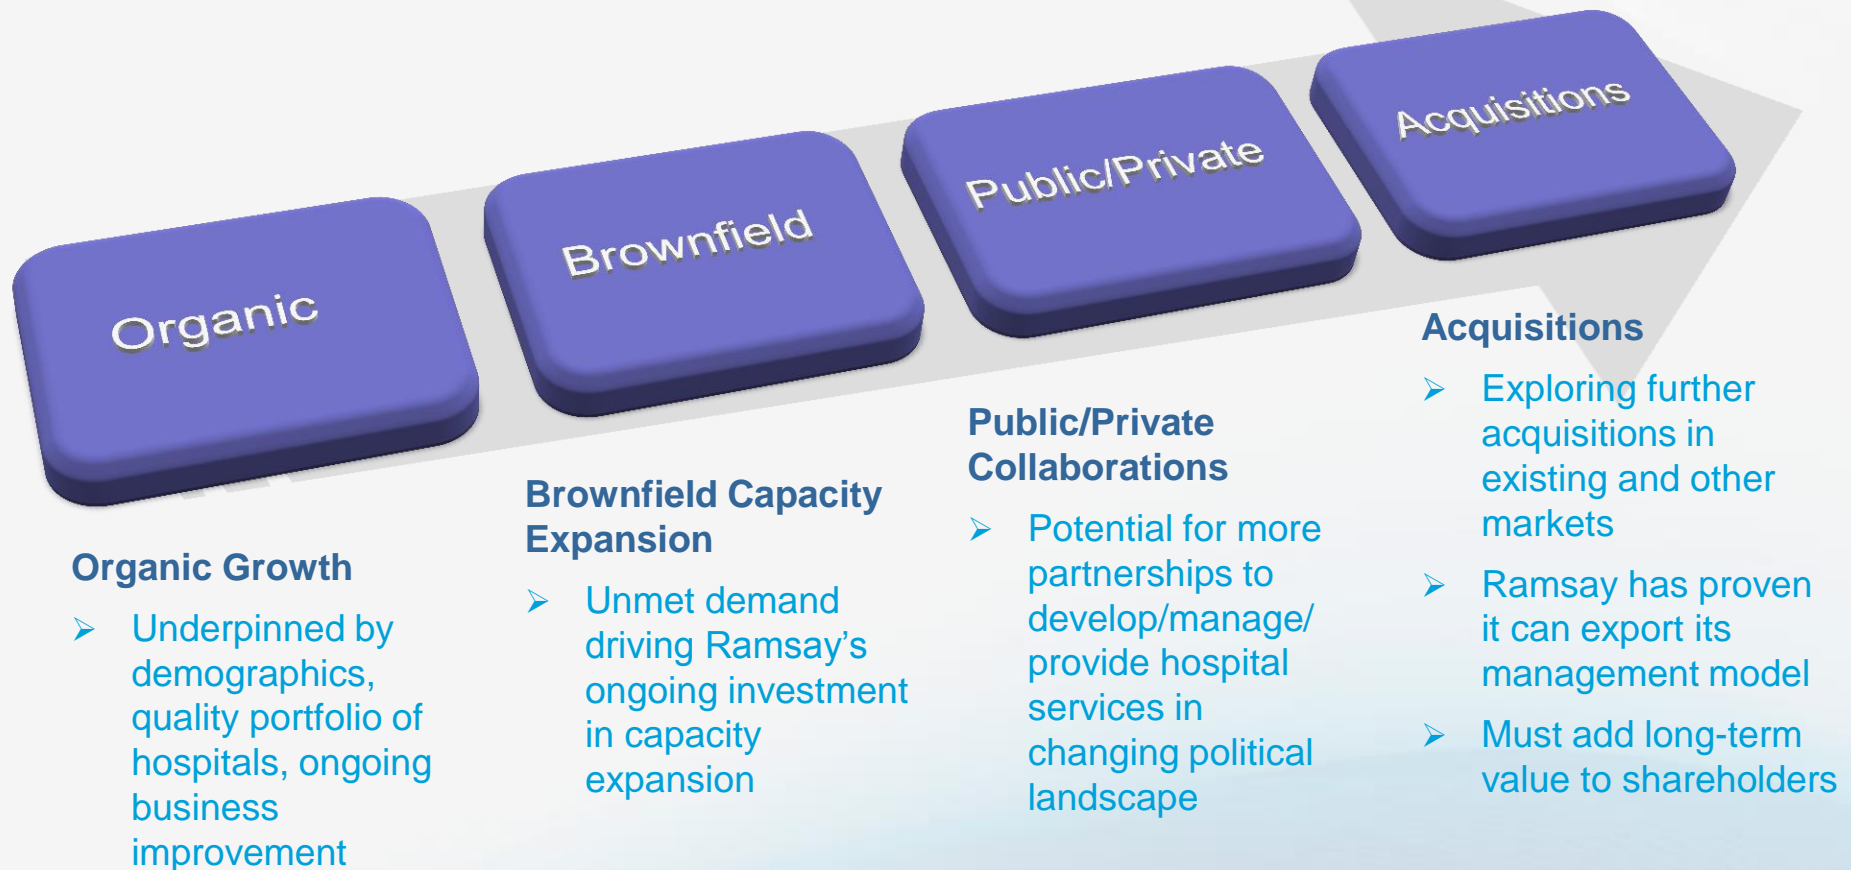 Organic
Brownfield
Public/Private
Acquisitions
Organic Growth
➢ Underpinned by
demographics,
quality portfolio of
hospitals, ongoing
business
improvement
Brownfield Capacity
Expansion
➢ Unmet demand
driving Ramsay’s
ongoing investment
in capacity
expansion
Public/Private
Collaborations
➢ Potential for more
partnerships to
develop/manage/
provide hospital
services in
changing political
landscape
Acquisitions
➢ Exploring further
acquisitions in
existing and other
markets
➢ Ramsay has proven
it can export its
management model
➢ Must add long-term
value to shareholders